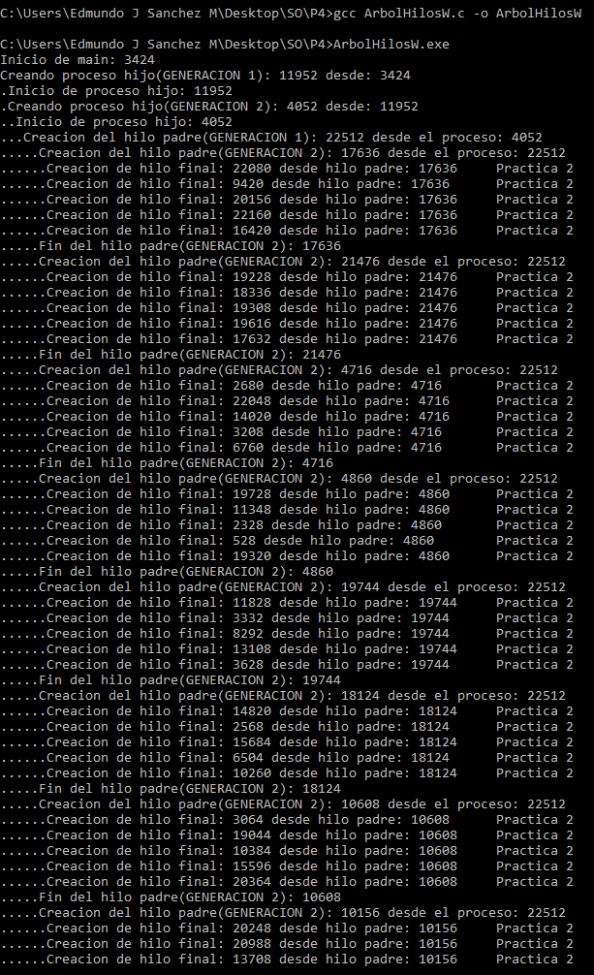 C:\Users\Edmundo J Sanchez M\Desktop\SO\P4>gcc ArbolHilosW.c -o ArbolHilosW
C:\Users\Edmundo J Sanchez M\Desktop\SO\P4>ArbolHilosW.exe
Inicio de main: 3424
Creando proceso hijo(GENERACION 1): 11952 desde: 3424
.Inicio de proceso hijo: 11952
.Creando proceso hijo(GENERACION 2): 4052 desde: 11952
..Inicio de proceso hijo: 4052
...Creacion del hilo padre(GENERACION 1): 22512 desde el proceso: 4052
.....Creacion del hilo padre(GENERACION 2): 17636 desde el proceso: 22512
......Creacion de hilo final: 22080 desde hilo padre: 17636     Practica 2
......Creacion de hilo final: 9420 desde hilo padre: 17636      Practica 2
......Creacion de hilo final: 20156 desde hilo padre: 17636     Practica 2
......Creacion de hilo final: 22160 desde hilo padre: 17636     Practica 2
......Creacion de hilo final: 16420 desde hilo padre: 17636     Practica 2
.....Fin del hilo padre(GENERACION 2): 17636
.....Creacion del hilo padre(GENERACION 2): 21476 desde el proceso: 22512
......Creacion de hilo final: 19228 desde hilo padre: 21476     Practica 2
......Creacion de hilo final: 18336 desde hilo padre: 21476     Practica 2
......Creacion de hilo final: 19308 desde hilo padre: 21476     Practica 2
......Creacion de hilo final: 19616 desde hilo padre: 21476     Practica 2
......Creacion de hilo final: 17632 desde hilo padre: 21476     Practica 2
.....Fin del hilo padre(GENERACION 2): 21476
.....Creacion del hilo padre(GENERACION 2): 4716 desde el proceso: 22512
......Creacion de hilo final: 2680 desde hilo padre: 4716       Practica 2
......Creacion de hilo final: 22048 desde hilo padre: 4716      Practica 2
......Creacion de hilo final: 14020 desde hilo padre: 4716      Practica 2
......Creacion de hilo final: 3208 desde hilo padre: 4716       Practica 2
......Creacion de hilo final: 6760 desde hilo padre: 4716       Practica 2
.....Fin del hilo padre(GENERACION 2): 4716
.....Creacion del hilo padre(GENERACION 2): 4860 desde el proceso: 22512
......Creacion de hilo final: 19728 desde hilo padre: 4860      Practica 2
......Creacion de hilo final: 11348 desde hilo padre: 4860      Practica 2
......Creacion de hilo final: 2328 desde hilo padre: 4860       Practica 2
......Creacion de hilo final: 528 desde hilo padre: 4860        Practica 2
......Creacion de hilo final: 19320 desde hilo padre: 4860      Practica 2
.....Fin del hilo padre(GENERACION 2): 4860
.....Creacion del hilo padre(GENERACION 2): 19744 desde el proceso: 22512
......Creacion de hilo final: 11828 desde hilo padre: 19744     Practica 2
......Creacion de hilo final: 3332 desde hilo padre: 19744      Practica 2
......Creacion de hilo final: 8292 desde hilo padre: 19744      Practica 2
......Creacion de hilo final: 13108 desde hilo padre: 19744     Practica 2
......Creacion de hilo final: 3628 desde hilo padre: 19744      Practica 2
.....Fin del hilo padre(GENERACION 2): 19744
.....Creacion del hilo padre(GENERACION 2): 18124 desde el proceso: 22512
......Creacion de hilo final: 14820 desde hilo padre: 18124     Practica 2
......Creacion de hilo final: 2568 desde hilo padre: 18124      Practica 2
......Creacion de hilo final: 15684 desde hilo padre: 18124     Practica 2
......Creacion de hilo final: 6504 desde hilo padre: 18124      Practica 2
......Creacion de hilo final: 10260 desde hilo padre: 18124     Practica 2
.....Fin del hilo padre(GENERACION 2): 18124
.....Creacion del hilo padre(GENERACION 2): 10608 desde el proceso: 22512
......Creacion de hilo final: 3064 desde hilo padre: 10608      Practica 2
......Creacion de hilo final: 19044 desde hilo padre: 10608     Practica 2
......Creacion de hilo final: 10384 desde hilo padre: 10608     Practica 2
......Creacion de hilo final: 15596 desde hilo padre: 10608     Practica 2
......Creacion de hilo final: 20364 desde hilo padre: 10608     Practica 2
.....Fin del hilo padre(GENERACION 2): 10608
.....Creacion del hilo padre(GENERACION 2): 10156 desde el proceso: 22512
......Creacion de hilo final: 20248 desde hilo padre: 10156     Practica 2
......Creacion de hilo final: 20988 desde hilo padre: 10156     Practica 2
......Creacion de hilo final: 13708 desde hilo padre: 10156     Practica 2